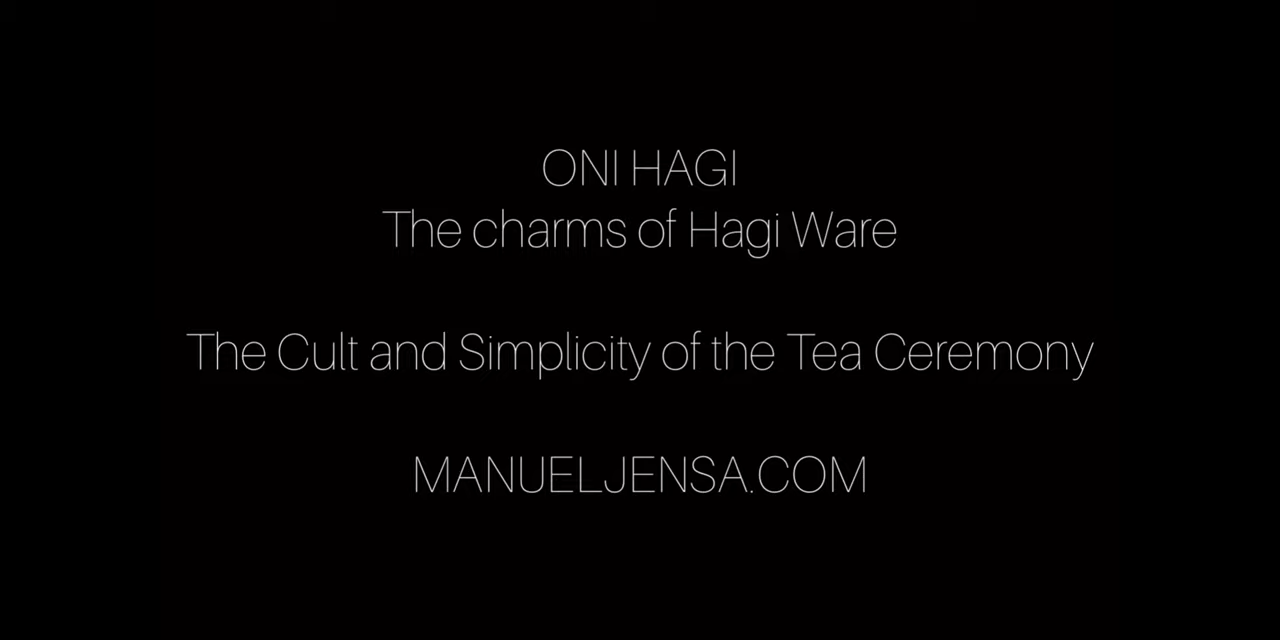 ONI HAGI
The charms of Hagi Ware
The Cult and Simplicity of the Tea Ceremony
MANUELJENSA.COM